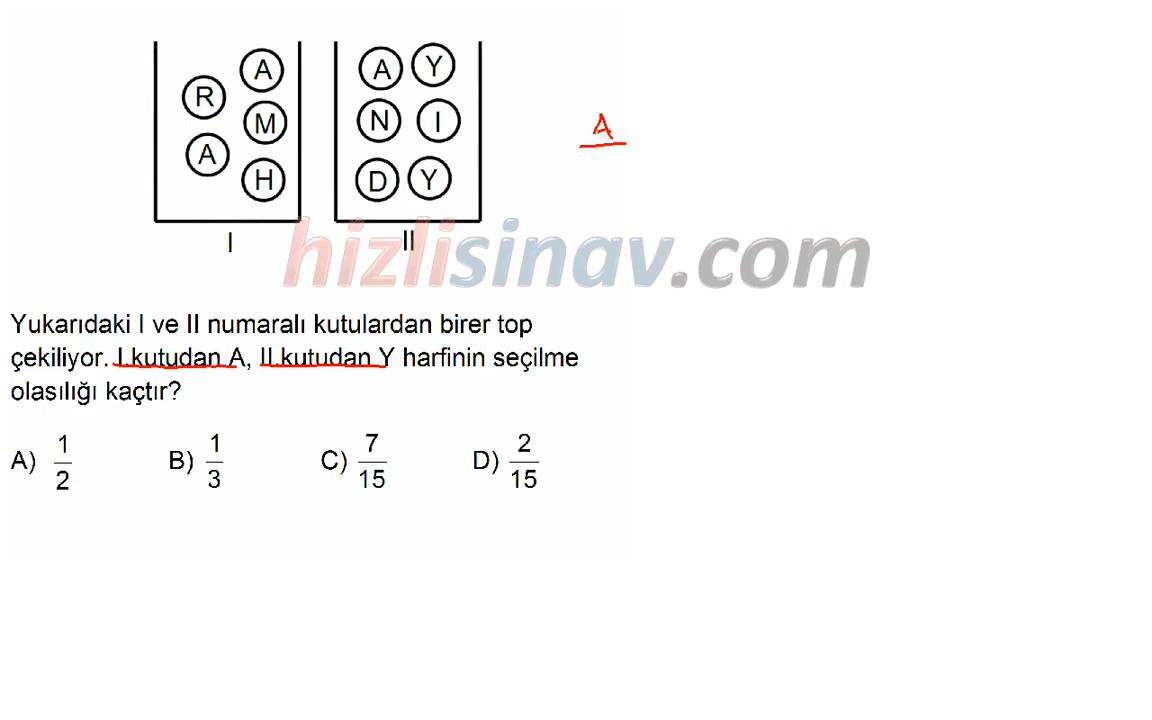 A
R
M
A
H
I
A Y
N I
D Y
II
A
hizlisinav.com
Yukarıdaki I ve II numaralı kutulardan birer top
çekiliyor. I.kutudan A, II.kutudan Y harfinin seçilme
olasılığı kaçtır?
A) 1/2 B) 1/3 C) 7/15 D) 2/15